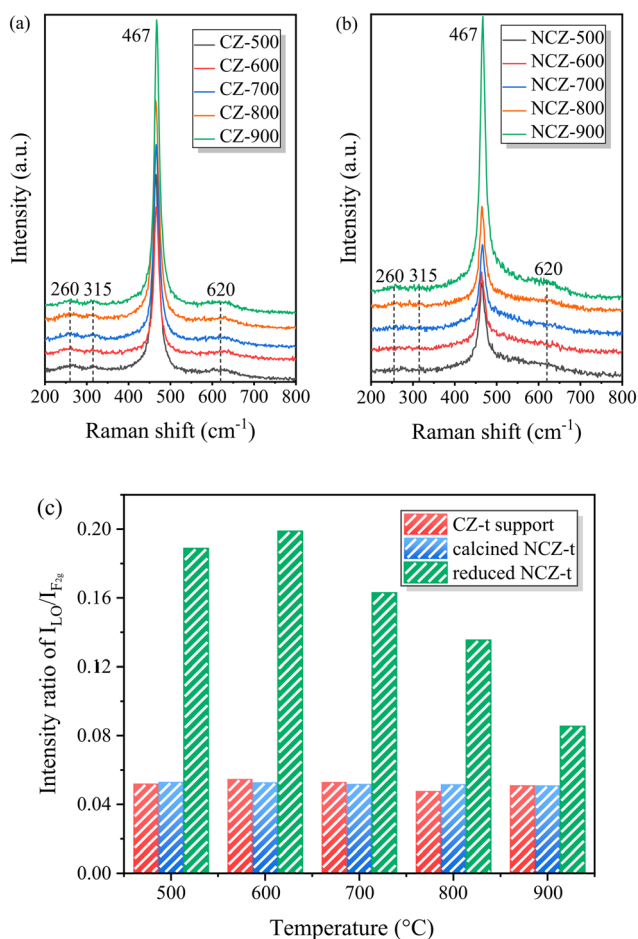 (a)
467
CZ-500
CZ-600
CZ-700
CZ-800
CZ-900
Intensity (a.u.)
260
315
620
200 300 400 500 600 700 800
Raman shift (cm⁻¹)
(b)
467
NCZ-500
NCZ-600
NCZ-700
NCZ-800
NCZ-900
Intensity (a.u.)
260
315
620
200 300 400 500 600 700 800
Raman shift (cm⁻¹)
(c)
CZ-t support
calcined NCZ-t
reduced NCZ-t
Intensity ratio of I_LO/I_F₂g
0.20
0.16
0.12
0.08
0.04
0.00
500 600 700 800 900
Temperature (°C)